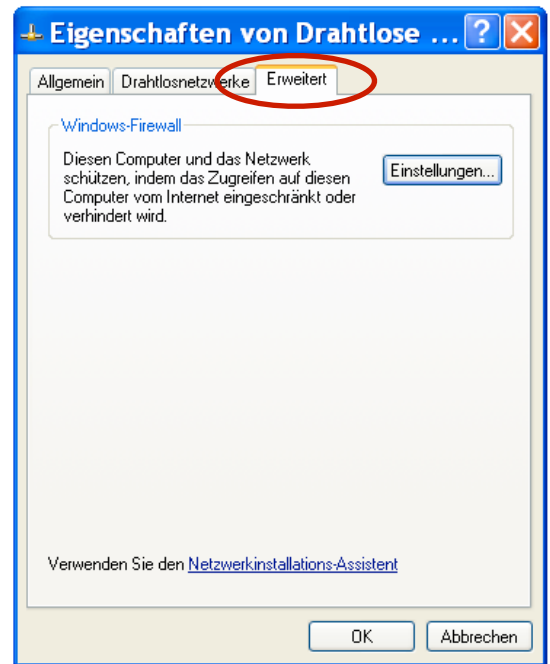 Eigenschaften von Drahtlose ...
Allgemein Drahtlosnetzwerke Erweitert
Windows-Firewall
Diesen Computer und das Netzwerk
schützen, indem das Zugreifen auf diesen
Computer vom Internet eingeschränkt oder
verhindert wird.
Einstellungen...
Verwenden Sie den Netzwerkinstallations-Assistent
OK Abbrechen